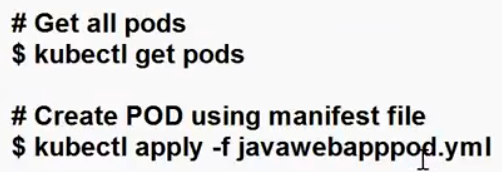 # Get all pods
$ kubectl get pods
# Create POD using manifest file
$ kubectl apply -f javawebapppod.yml